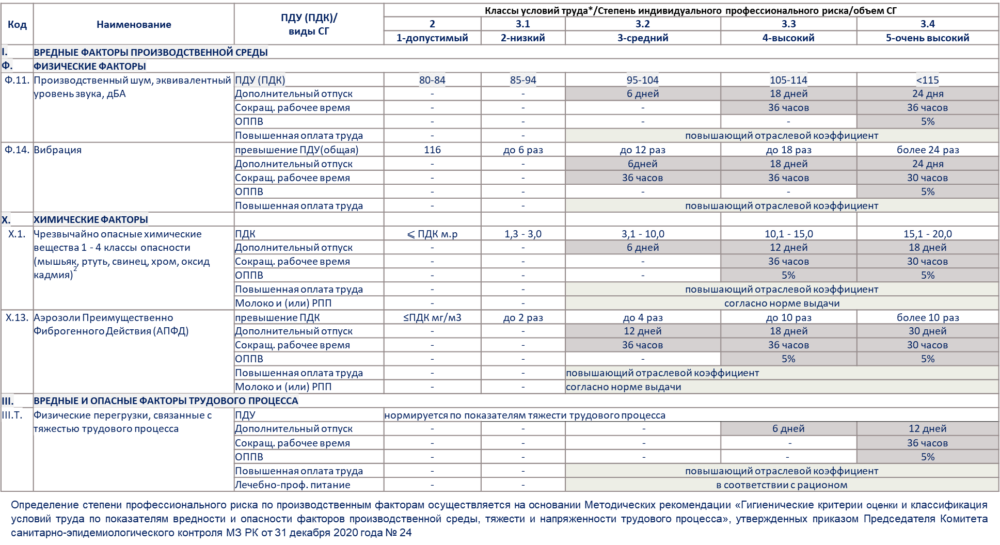 Код Наименование ПДУ (ПДК)/ виды СГ Классы условий труда*/Степень индивидуального профессионального риска/объем СГ
2 3.1 3.2 3.3 3.4
1-допустимый 2-низкий 3-средний 4-высокий 5-очень высокий
I. ВРЕДНЫЕ ФАКТОРЫ ПРОИЗВОДСТВЕННОЙ СРЕДЫ
Ф. ФИЗИЧЕСКИЕ ФАКТОРЫ
Ф.11. Производственный шум, эквивалентный ПДУ (ПДК) 80-84 85-94 95-104 105-114 <115
уровень звука, дБА Дополнительный отпуск - - 6 дней 18 дней 24 дня
Сокращ. рабочее время - - - 36 часов 36 часов
ОППВ - - - - 5%
Повышенная оплата труда - - повышающий отраслевой коэффициент
Ф.14. Вибрация превышение ПДУ(общая) 116 до 6 раз до 12 раз до 18 раз более 24 раз
Дополнительный отпуск - - 6дней 18 дней 24 дня
Сокращ. рабочее время - - 36 часов 36 часов 30 часов
ОППВ - - - - 5%
Повышенная оплата труда - - повышающий отраслевой коэффициент
Х. ХИМИЧЕСКИЕ ФАКТОРЫ
Х.1. Чрезвычайно опасные химические ПДК ⩽ ПДК м.р 1,3 - 3,0 3,1 - 10,0 10,1 - 15,0 15,1 - 20,0
вещества 1 - 4 классы опасности Дополнительный отпуск - - 6 дней 12 дней 18 дней
(мышьяк, ртуть, свинец, хром, оксид Сокращ. рабочее время - - - 36 часов 30 часов
кадмия)2 ОППВ - - - 5% 5%
Повышенная оплата труда - - повышающий отраслевой коэффициент
Молоко и (или) РПП - - согласно норме выдачи
Х.13. Аэрозоли Преимущественно превышение ПДК ≤ПДК мг/м3 до 2 раз до 4 раз до 10 раз более 10 раз
Фиброгенного Действия (АПФД) Дополнительный отпуск - - 12 дней 18 дней 30 дней
Сокращ. рабочее время - - 36 часов 36 часов 30 часов
ОППВ - - - 5% 5%
Повышенная оплата труда - - повышающий отраслевой коэффициент
Молоко и (или) РПП - - согласно норме выдачи
III. ВРЕДНЫЕ И ОПАСНЫЕ ФАКТОРЫ ТРУДОВОГО ПРОЦЕССА
III.Т. Физические перегрузки, связанные с ПДУ нормируется по показателям тяжести трудового процесса
тяжестью трудового процесса Дополнительный отпуск - - - 6 дней 12 дней
Сокращ. рабочее время - - - - 36 часов
ОППВ - - - - 5%
Повышенная оплата труда - - повышающий отраслевой коэффициент
Лечебно-проф. питание - - в соответствии с рационом
Определение степени профессионального риска по производственным факторам осуществляется на основании Методических рекомендации «Гигиенические критерии оценки и классификация
условий труда по показателям вредности и опасности факторов производственной среды, тяжести и напряженности трудового процесса», утвержденных приказом Председателя Комитета
санитарно-эпидемиологического контроля МЗ РК от 31 декабря 2020 года № 24